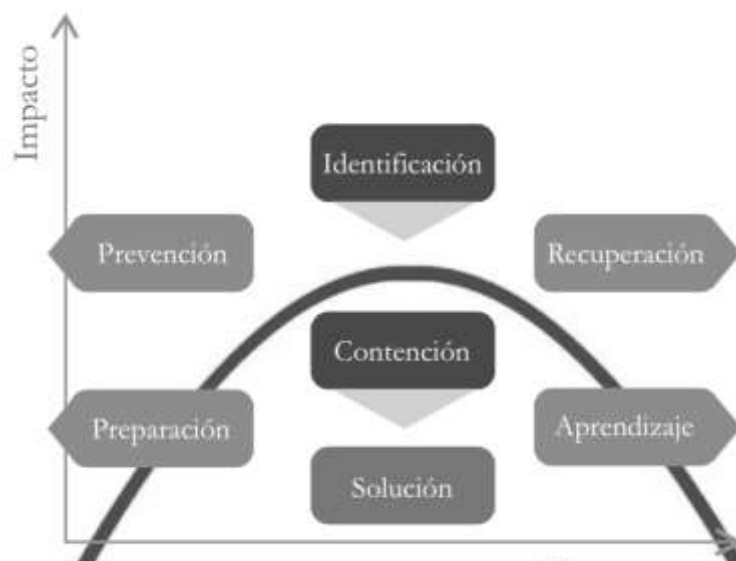 Impacto
Identificación
Prevención
Recuperación
Contención
Preparación
Aprendizaje
Solución